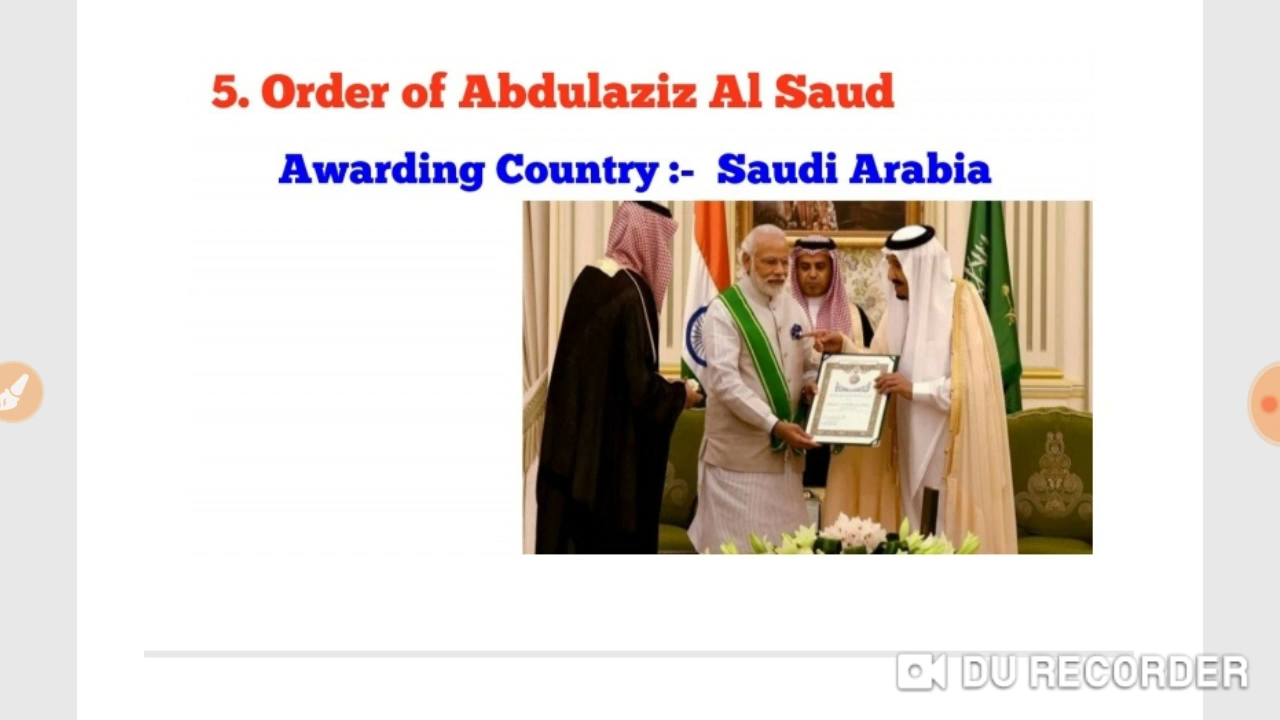 5. Order of Abdulaziz Al Saud
Awarding Country :- Saudi Arabia
DU RECORDER